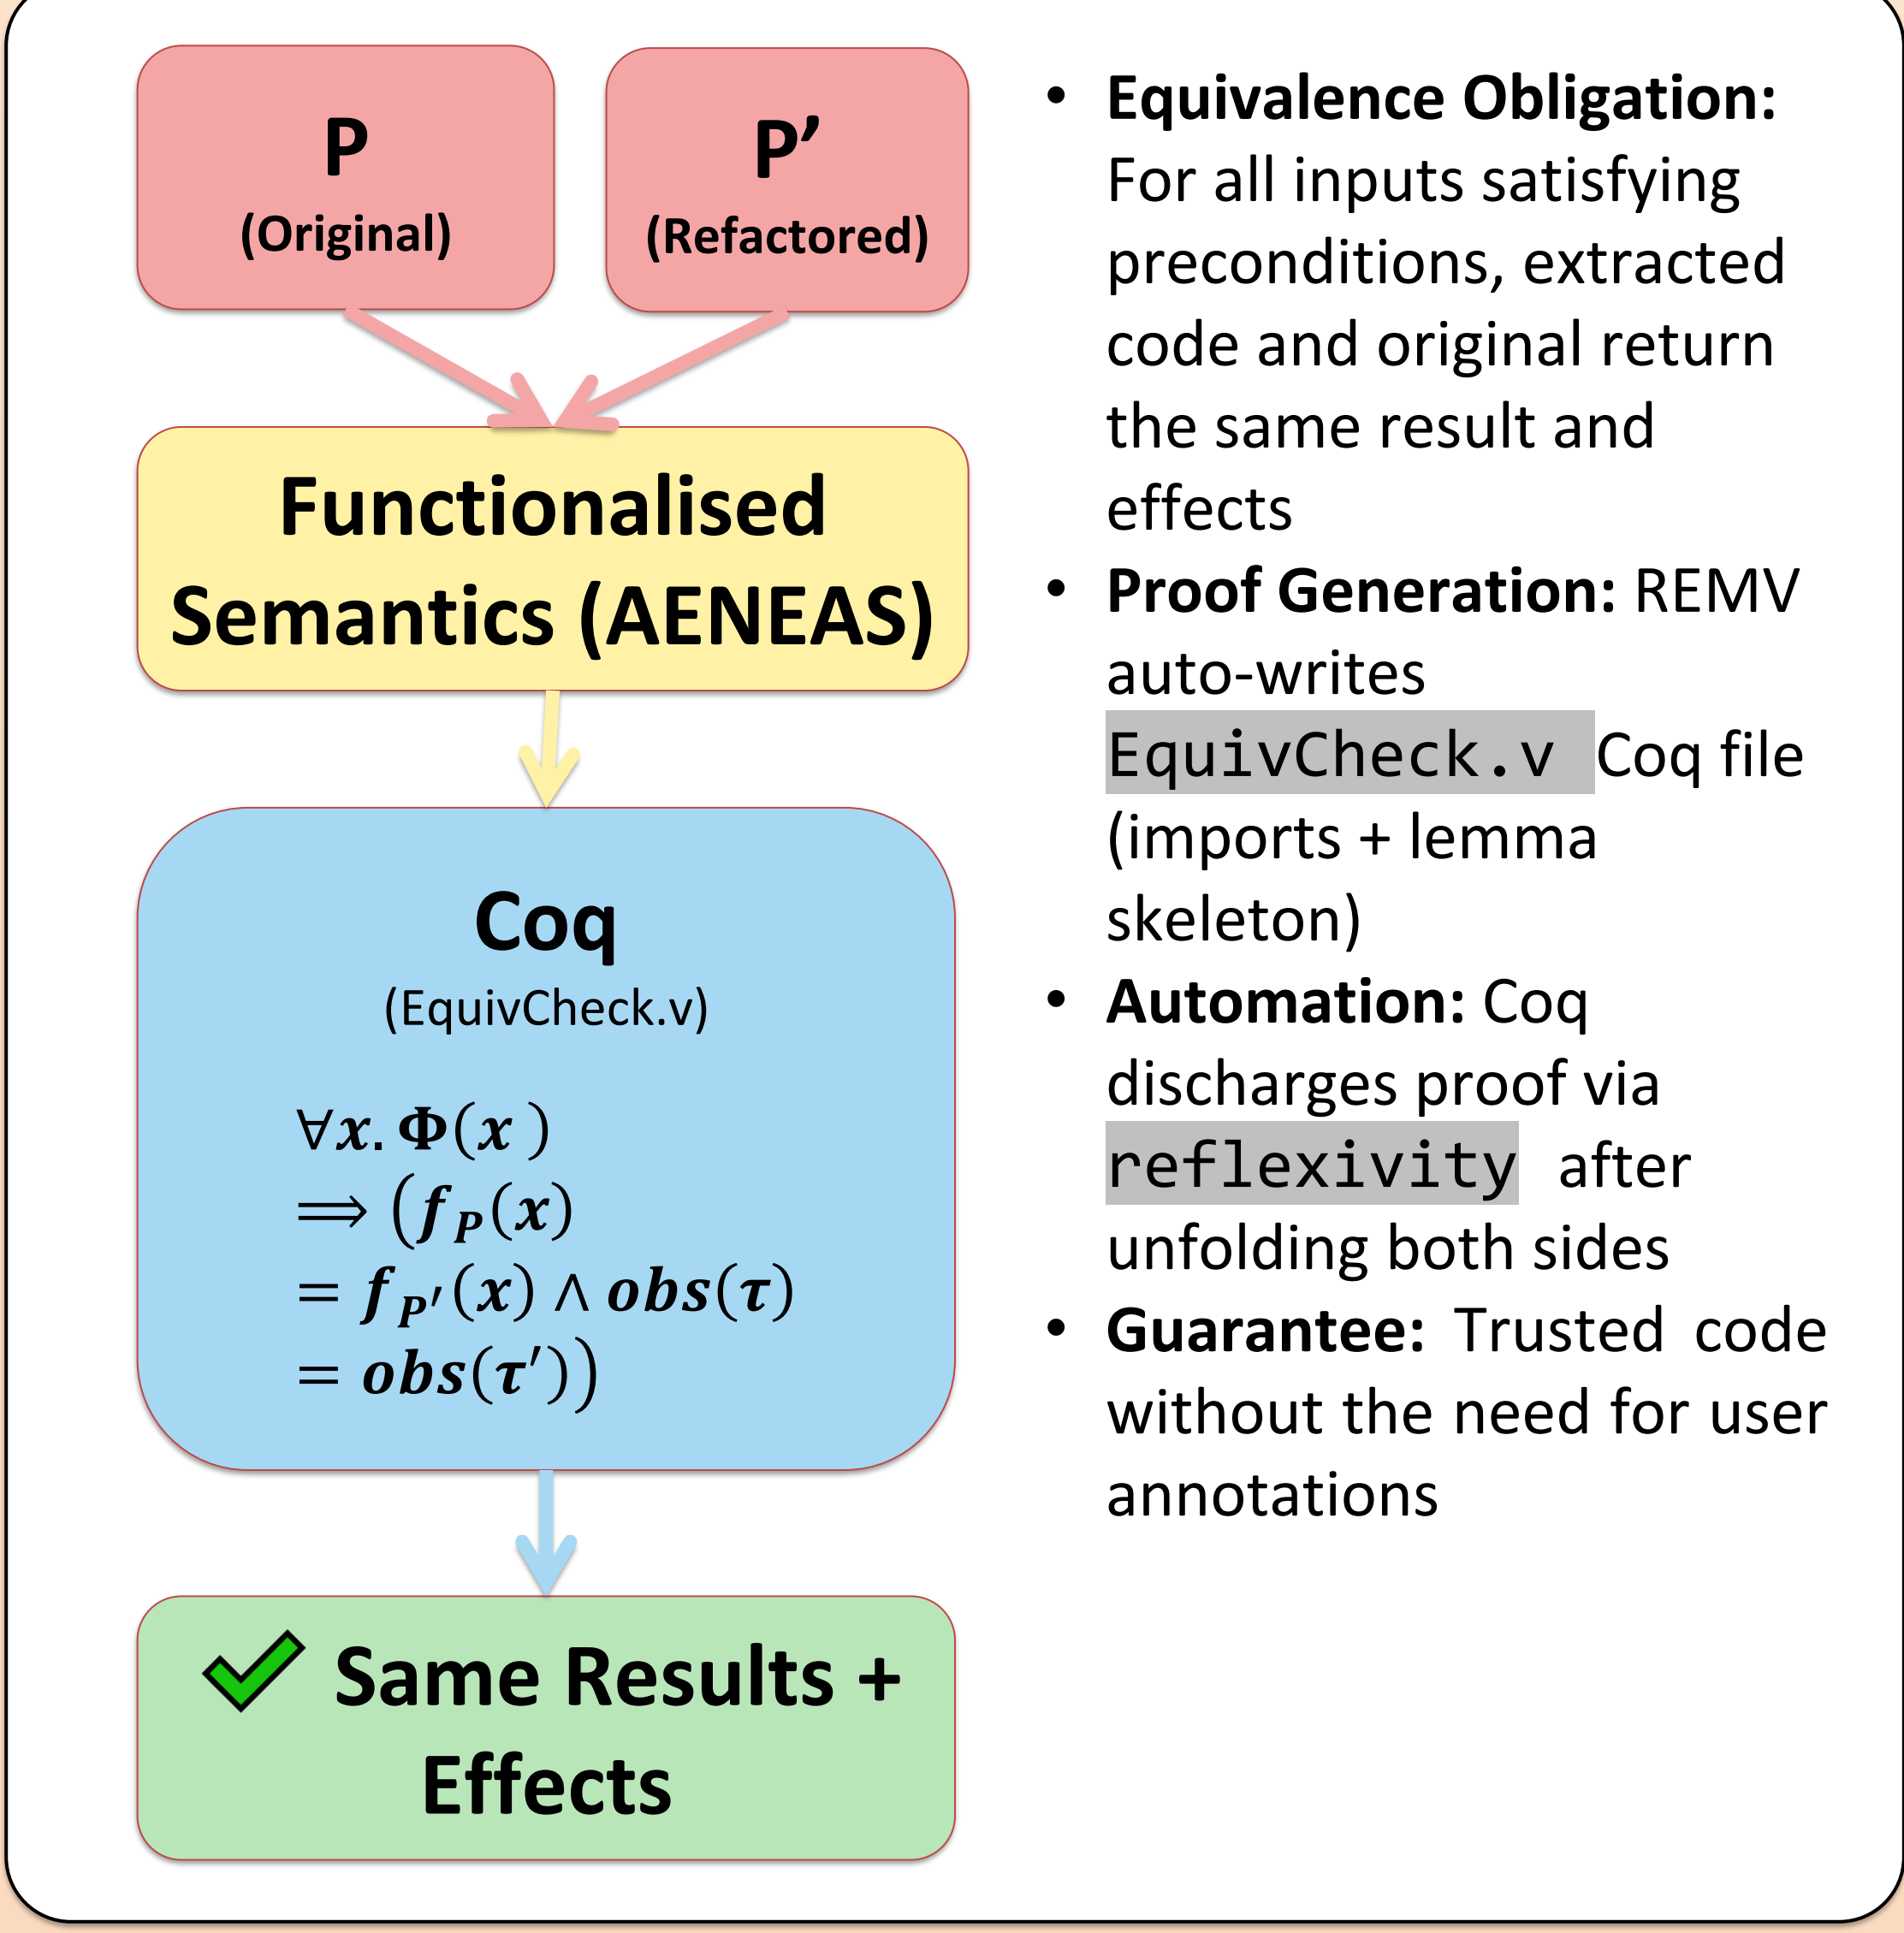 P
(Original)
P’
(Refactored)
Functionalised
Semantics (AENEAS)
Coq
(EquivCheck.v)
∀x. Φ(x )
⟹ (f_P(x)
= f_P′(x) ∧ obs(τ)
= obs(τ′))
✓ Same Results +
Effects
• Equivalence Obligation:
For all inputs satisfying
preconditions, extracted
code and original return
the same result and
effects
• Proof Generation: REMV
auto-writes
EquivCheck.v Coq file
(imports + lemma
skeleton)
• Automation: Coq
discharges proof via
reflexivity after
unfolding both sides
• Guarantee: Trusted code
without the need for user
annotations